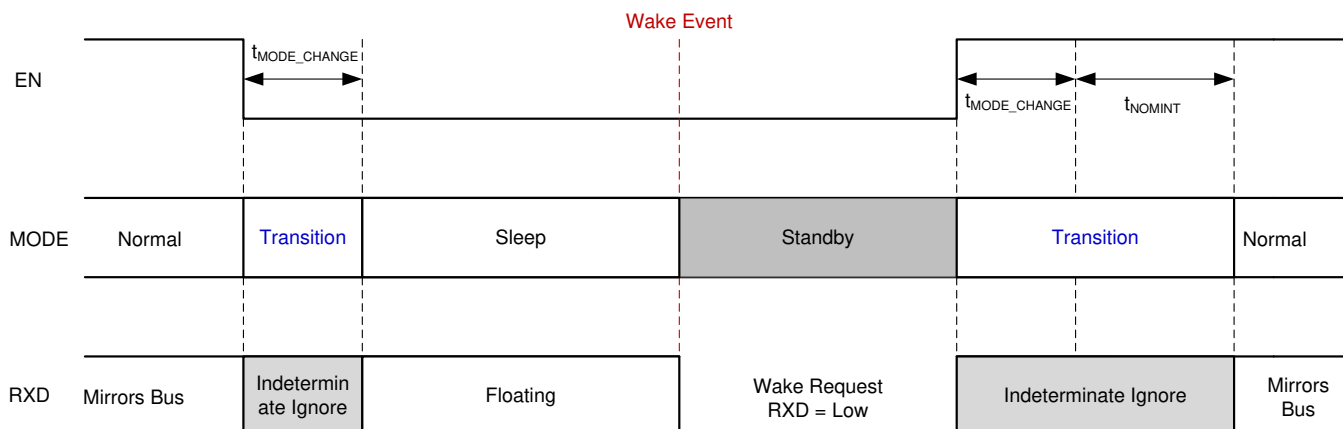 Wake Event
EN
tMODE_CHANGE
tMODE_CHANGE
tNOMINT
MODE
Normal
Transition
Sleep
Standby
Transition
Normal
RXD
Mirrors Bus
Indetermin
ate Ignore
Floating
Wake Request
RXD = Low
Indeterminate Ignore
Mirrors
Bus